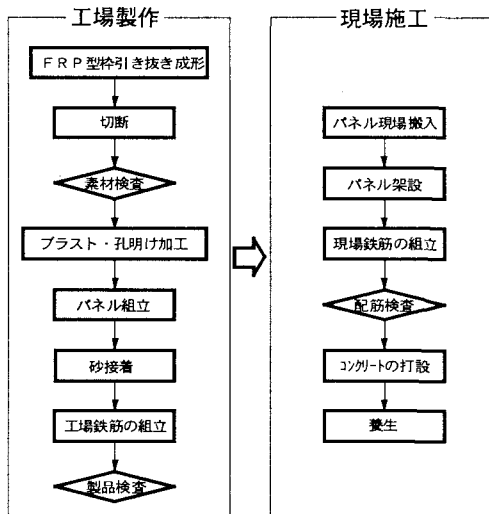 工場製作
ＦＲＰ型枠引き抜き成形
切断
素材検査
ブラスト・孔明け加工
パネル組立
砂接着
工場鉄筋の組立
製品検査
現場施工
パネル現場搬入
パネル架設
現場鉄筋の組立
配筋検査
ｺﾝｸﾘｰﾄの打設
養生